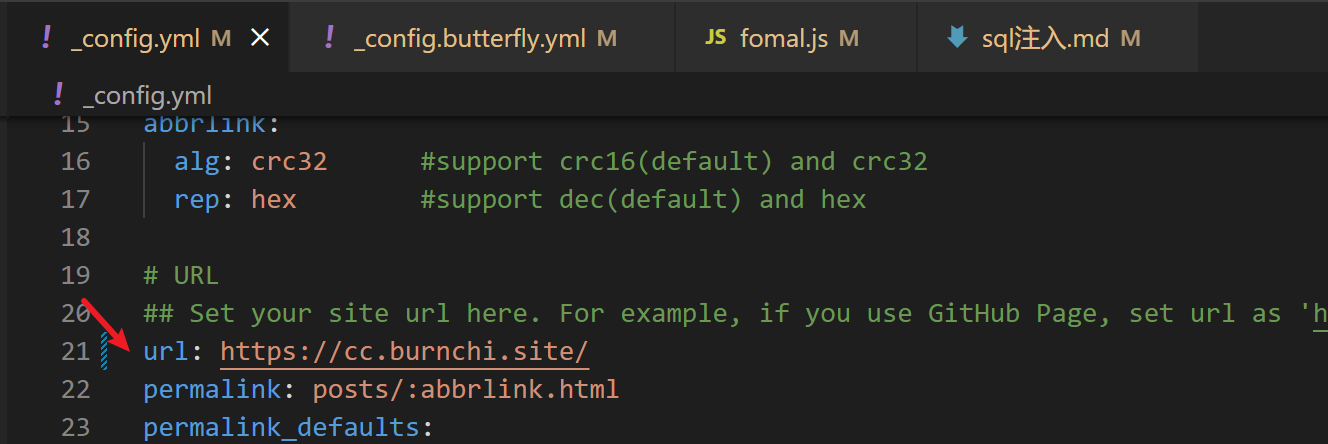 ! _config.yml M × ! _config.butterfly.yml M JS fomal.js M sql注入.md M
! _config.yml
15 abbrlink:
16 alg: crc32 #support crc16(default) and crc32
17 rep: hex #support dec(default) and hex
18
19 # URL
20 ## Set your site url here. For example, if you use GitHub Page, set url as 'h
21 url: https://cc.burnchi.site/
22 permalink: posts/:abbrlink.html
23 permalink_defaults: